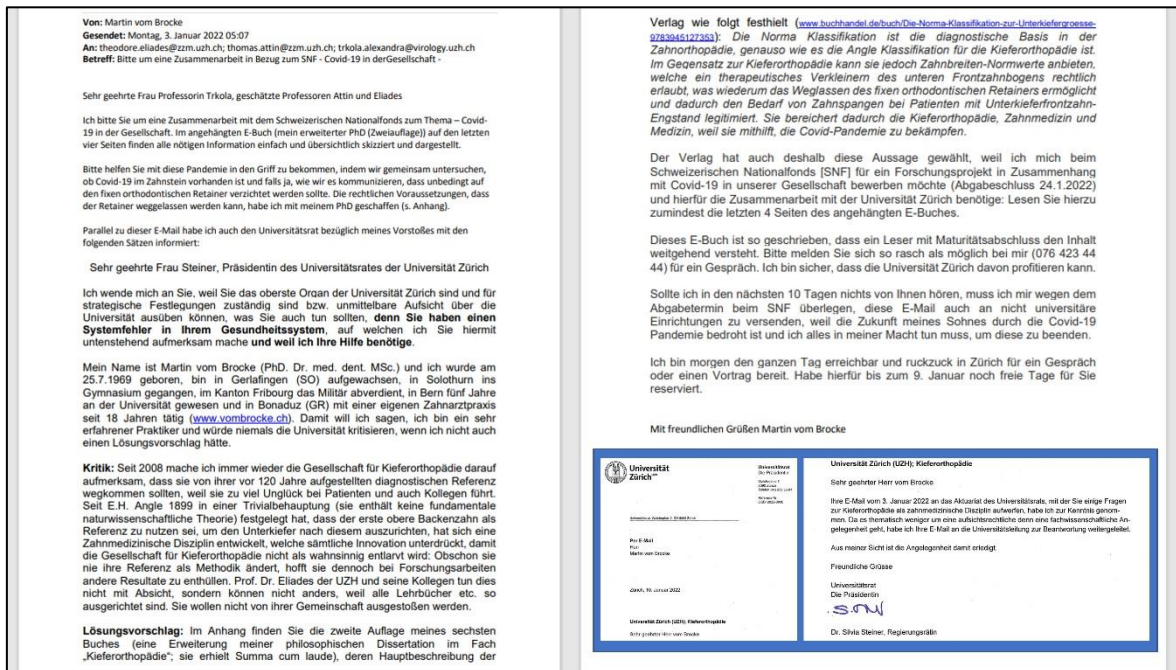 Von: Martin vom Brocke
Gesendet: Montag, 3. Januar 2022 05:07
An: theodore.eliades@zzm.uzh.ch; thomas.attin@zzm.uzh.ch; trkola.alexandra@virology.uzh.ch
Betreff: Bitte um eine Zusammenarbeit in Bezug zum SNF - Covid-19 in derGesellschaft -
Sehr geehrte Frau Professorin Trkola, geschätzte Professoren Attin und Eliades
Ich bitte Sie um eine Zusammenarbeit mit dem Schweizerischen Nationalfonds zum Thema – Covid-
19 in der Gesellschaft. Im angehängten E-Buch (mein erweiterter PhD (Zweiauflage)) auf den letzten
vier Seiten finden alle nötigen Information einfach und übersichtlich skizziert und dargestellt.
Bitte helfen Sie mit diese Pandemie in den Griff zu bekommen, indem wir gemeinsam untersuchen,
ob Covid-19 im Zahnstein vorhanden ist und falls ja, wie wir es kommunizieren, dass unbedingt auf
den fixen orthodontischen Retainer verzichtet werden sollte. Die rechtlichen Voraussetzungen, dass
der Retainer weggelassen werden kann, habe ich mit meinem PhD geschaffen (s. Anhang).
Parallel zu dieser E-Mail habe ich auch den Universitätsrat bezüglich meines Vorstoßes mit den
folgenden Sätzen informiert:
Sehr geehrte Frau Steiner, Präsidentin des Universitätsrates der Universität Zürich
Ich wende mich an Sie, weil Sie das oberste Organ der Universität Zürich sind und für
strategische Festlegungen zuständig sind bzw. unmittelbare Aufsicht über die
Universität ausüben können, was Sie auch tun sollten, denn Sie haben einen
Systemfehler in Ihrem Gesundheitssystem, auf welchen ich Sie hiermit
untenstehend aufmerksam mache und weil ich Ihre Hilfe benötige.
Mein Name ist Martin vom Brocke (PhD. Dr. med. dent. MSc.) und ich wurde am
25.7.1969 geboren, bin in Gerlafingen (SO) aufgewachsen, in Solothurn ins
Gymnasium gegangen, im Kanton Fribourg das Militär abverdient, in Bern fünf Jahre
an der Universität gewesen und in Bonaduz (GR) mit einer eigenen Zahnarztpraxis
seit 18 Jahren tätig (www.vombrocke.ch). Damit will ich sagen, ich bin ein sehr
erfahrener Praktiker und würde niemals die Universität kritisieren, wenn ich nicht auch
einen Lösungsvorschlag hätte.
Kritik: Seit 2008 mache ich immer wieder die Gesellschaft für Kieferorthopädie darauf
aufmerksam, dass sie von ihrer vor 120 Jahre aufgestellten diagnostischen Referenz
wegkommen sollten, weil sie zu viel Unglück bei Patienten und auch Kollegen führt.
Seit E.H. Angle 1899 in einer Trivialbehauptung (sie enthält keine fundamentale
naturwissenschaftliche Theorie) festgelegt hat, dass der erste obere Backenzahn als
Referenz zu nutzen sei, um den Unterkiefer nach diesem auszurichten, hat sich eine
Zahnmedizinische Disziplin entwickelt, welche sämtliche Innovation unterdrückt, damit
die Gesellschaft für Kieferorthopädie nicht als wahnsinnig entlarvt wird: Obschon sie
nie ihre Referenz als Methodik ändert, hofft sie dennoch bei Forschungsarbeiten
andere Resultate zu enthüllen. Prof. Dr. Eliades der UZH und seine Kollegen tun dies
nicht mit Absicht, sondern können nicht anders, weil alle Lehrbücher etc. so
ausgerichtet sind. Sie wollen nicht von ihrer Gemeinschaft ausgestoßen werden.
Lösungsvorschlag: Im Anhang finden Sie die zweite Auflage meines sechsten
Buches (eine Erweiterung meiner philosophischen Dissertation im Fach
„Kieferorthopädie“; sie erhielt Summa cum laude), deren Hauptbeschreibung der
Verlag wie folgt festhielt (www.buchhandel.de/buch/Die-Norma-Klassifikation-zur-Unterkiefergroesse-
9783945127353): Die Norma Klassifikation ist die diagnostische Basis in der
Zahnorthopädie, genauso wie es die Angle Klassifikation für die Kieferorthopädie ist.
Im Gegensatz zur Kieferorthopädie kann sie jedoch Zahnbreiten-Normwerte anbieten,
welche ein therapeutisches Verkleinern des unteren Frontzahnbogens rechtlich
erlaubt, was wiederum das Weglassen des fixen orthodontischen Retainers ermöglicht
und dadurch den Bedarf von Zahnspangen bei Patienten mit Unterkieferfrontzahn-
Engstand legitimiert. Sie bereichert dadurch die Kieferorthopädie, Zahnmedizin und
Medizin, weil sie mithilft, die Covid-Pandemie zu bekämpfen.
Der Verlag hat auch deshalb diese Aussage gewählt, weil ich mich beim
Schweizerischen Nationalfonds [SNF] für ein Forschungsprojekt in Zusammenhang
mit Covid-19 in unserer Gesellschaft bewerben möchte (Abgabeschluss 24.1.2022)
und hierfür die Zusammenarbeit mit der Universität Zürich benötige: Lesen Sie hierzu
zumindest die letzten 4 Seiten des angehängten E-Buches.
Dieses E-Buch ist so geschrieben, dass ein Leser mit Maturitätsabschluss den Inhalt
weitgehend versteht. Bitte melden Sie sich so rasch als möglich bei mir (076 423 44
44) für ein Gespräch. Ich bin sicher, dass die Universität Zürich davon profitieren kann.
Sollte ich in den nächsten 10 Tagen nichts von Ihnen hören, muss ich mir wegen dem
Abgabetermin beim SNF überlegen, diese E-Mail auch an nicht universitäre
Einrichtungen zu versenden, weil die Zukunft meines Sohnes durch die Covid-19
Pandemie bedroht ist und ich alles in meiner Macht tun muss, um diese zu beenden.
Ich bin morgen den ganzen Tag erreichbar und ruckzuck in Zürich für ein Gespräch
oder einen Vortrag bereit. Habe hierfür bis zum 9. Januar noch freie Tage für Sie
reserviert.
Mit freundlichen Grüßen Martin vom Brocke
Universität
Zürich
Universitätsrat
Die Präsidentin
Per E-Mail
Herr
Martin vom Brocke
Zürich, 10. Januar 2022
Universität Zürich (UZH); Kieferorthopädie
Sehr geehrter Herr vom Brocke
Universität Zürich (UZH); Kieferorthopädie
Sehr geehrter Herr vom Brocke
Ihre E-Mail vom 3. Januar 2022 an das Aktuariat des Universitätsrats, mit der Sie einige Fragen
zur Kieferorthopädie als zahnmedizinische Disziplin aufwerfen, habe ich zur Kenntnis genom-
men. Da es thematisch weniger um eine aufsichtsrechtliche denn eine fachwissenschaftliche An-
gelegenheit geht, habe ich Ihre E-Mail an die Universitätsleitung zur Beantwortung weitergeleitet.
Aus meiner Sicht ist die Angelegenheit damit erledigt.
Freundliche Grüsse
Universitätsrat
Die Präsidentin
Dr. Silvia Steiner, Regierungsrätin